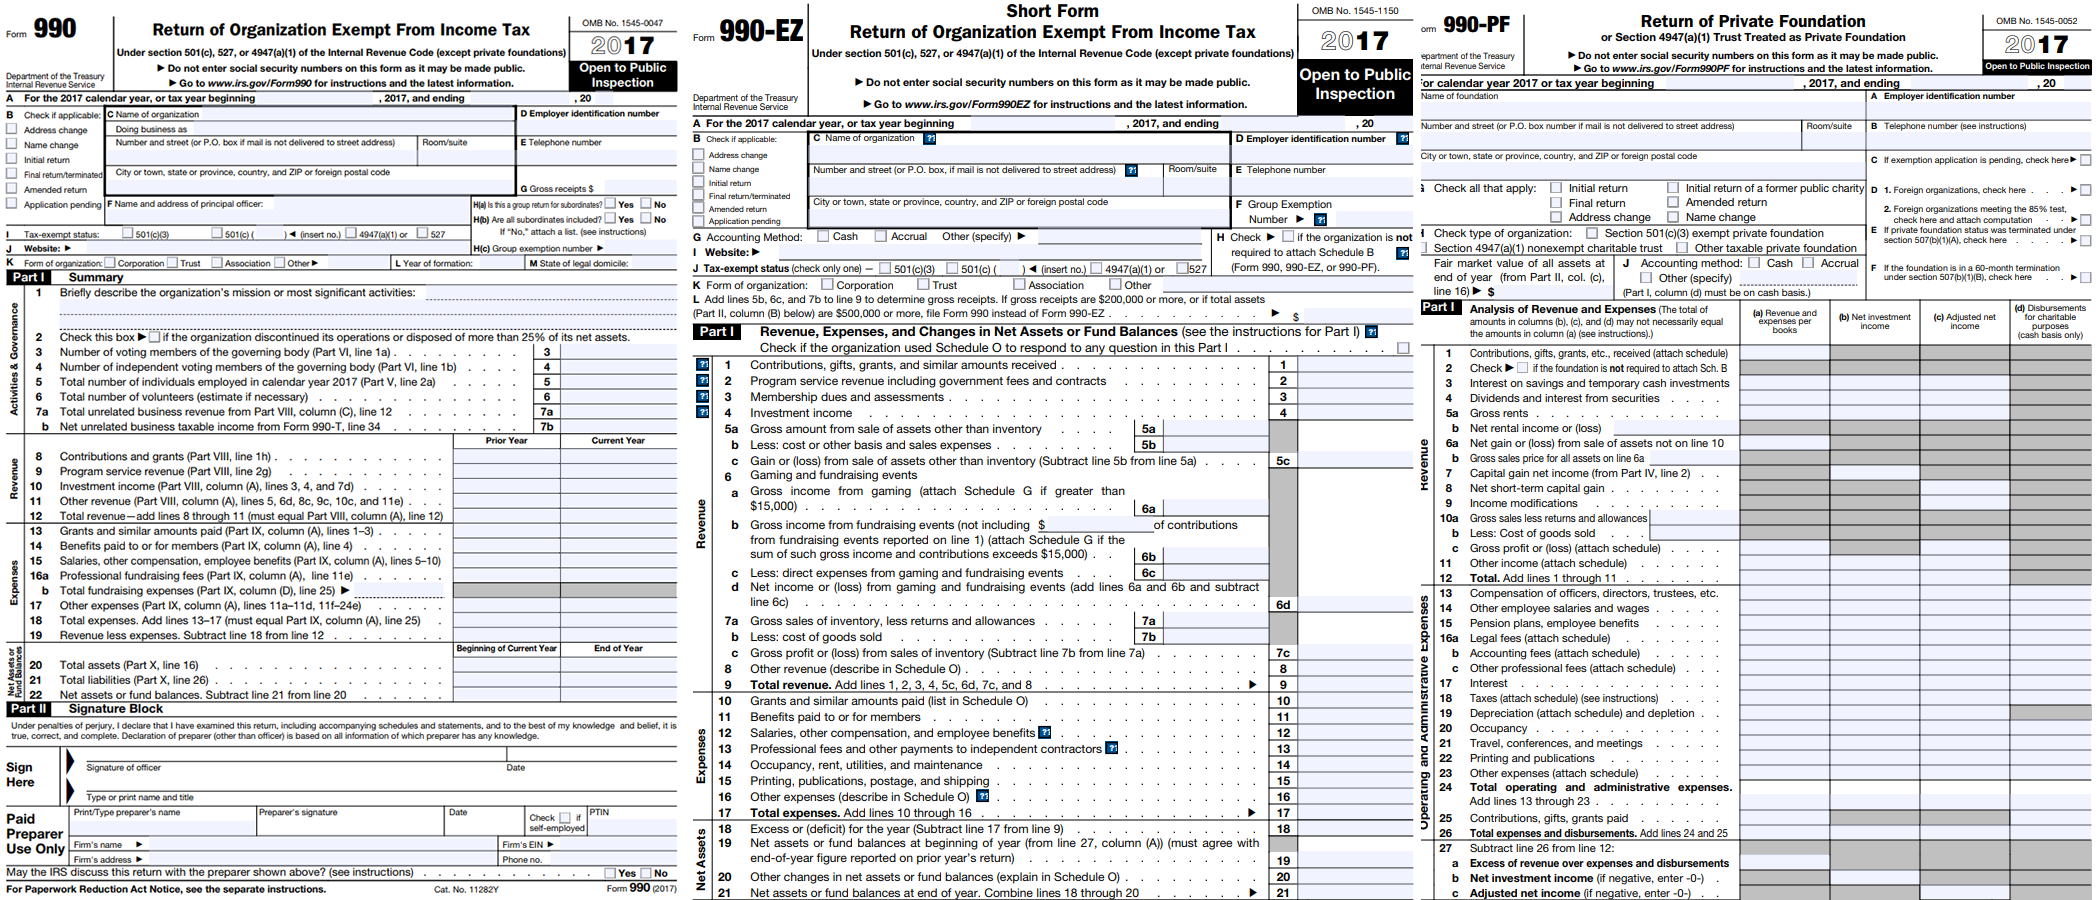 Form 990
Department of the Treasury
Internal Revenue Service
Return of Organization Exempt From Income Tax
Under section 501(c), 527, or 4947(a)(1) of the Internal Revenue Code (except private foundations)
▶ Do not enter social security numbers on this form as it may be made public.
▶ Go to www.irs.gov/Form990 for instructions and the latest information.
OMB No. 1545-0047
2017
Open to Public
Inspection
A For the 2017 calendar year, or tax year beginning , 2017, and ending , 20
B Check if applicable:
Address change
Name change
Initial return
Final return/terminated
Amended return
Application pending
C Name of organization
Doing business as
Number and street (or P.O. box if mail is not delivered to street address) Room/suite
City or town, state or province, country, and ZIP or foreign postal code
D Employer identification number
E Telephone number
G Gross receipts $
F Name and address of principal officer:
H(a) Is this a group return for subordinates? Yes No
H(b) Are all subordinates included? Yes No
If "No," attach a list. (see instructions)
I Tax-exempt status: 501(c)(3) 501(c) ( ) ◀ (insert no.) 4947(a)(1) or 527
J Website: ▶
H(c) Group exemption number ▶
K Form of organization: Corporation Trust Association Other ▶ L Year of formation: M State of legal domicile:
Part I Summary
Activities & Governance
1 Briefly describe the organization's mission or most significant activities:
2 Check this box ▶ if the organization discontinued its operations or disposed of more than 25% of its net assets.
3 Number of voting members of the governing body (Part VI, line 1a) . . . . . . . . . 3
4 Number of independent voting members of the governing body (Part VI, line 1b) . . . . 4
5 Total number of individuals employed in calendar year 2017 (Part V, line 2a) . . . . . 5
6 Total number of volunteers (estimate if necessary) . . . . . . . . . . . . . 6
7a Total unrelated business revenue from Part VIII, column (C), line 12 . . . . . . . . 7a
b Net unrelated business taxable income from Form 990-T, line 34 . . . . . . . . . 7b
Prior Year Current Year
Revenue
8 Contributions and grants (Part VIII, line 1h) . . . . . . . . . . . .
9 Program service revenue (Part VIII, line 2g) . . . . . . . . . . . .
10 Investment income (Part VIII, column (A), lines 3, 4, and 7d) . . . . . .
11 Other revenue (Part VIII, column (A), lines 5, 6d, 8c, 9c, 10c, and 11e) . . .
12 Total revenue—add lines 8 through 11 (must equal Part VIII, column (A), line 12)
Expenses
13 Grants and similar amounts paid (Part IX, column (A), lines 1–3) . . . . .
14 Benefits paid to or for members (Part IX, column (A), line 4) . . . . . .
15 Salaries, other compensation, employee benefits (Part IX, column (A), lines 5–10)
16a Professional fundraising fees (Part IX, column (A), line 11e) . . . . . .
b Total fundraising expenses (Part IX, column (D), line 25) ▶
17 Other expenses (Part IX, column (A), lines 11a–11d, 11f–24e) . . . . .
18 Total expenses. Add lines 13–17 (must equal Part IX, column (A), line 25) .
19 Revenue less expenses. Subtract line 18 from line 12 . . . . . . . .
Net Assets or Fund Balances
Beginning of Current Year End of Year
20 Total assets (Part X, line 16) . . . . . . . . . . . . . . .
21 Total liabilities (Part X, line 26) . . . . . . . . . . . . . . .
22 Net assets or fund balances. Subtract line 21 from line 20 . . . . . .
Part II Signature Block
Under penalties of perjury, I declare that I have examined this return, including accompanying schedules and statements, and to the best of my knowledge and belief, it is
true, correct, and complete. Declaration of preparer (other than officer) is based on all information of which preparer has any knowledge.
Sign
Here
Signature of officer Date
Type or print name and title
Paid
Preparer
Use Only
Print/Type preparer's name Preparer's signature Date Check if self-employed PTIN
Firm's name ▶ Firm's EIN ▶
Firm's address ▶ Phone no.
May the IRS discuss this return with the preparer shown above? (see instructions) . . . . . . . . . . . Yes No
For Paperwork Reduction Act Notice, see the separate instructions. Cat. No. 11282Y Form 990 (2017)
Form 990-EZ
Department of the Treasury
Internal Revenue Service
Short Form
Return of Organization Exempt From Income Tax
Under section 501(c), 527, or 4947(a)(1) of the Internal Revenue Code (except private foundations)
▶ Do not enter social security numbers on this form as it may be made public.
▶ Go to www.irs.gov/Form990EZ for instructions and the latest information.
OMB No. 1545-1150
2017
Open to Public
Inspection
A For the 2017 calendar year, or tax year beginning , 2017, and ending , 20
B Check if applicable:
Address change
Name change
Initial return
Final return/terminated
Amended return
Application pending
C Name of organization ??
Number and street (or P.O. box, if mail is not delivered to street address) ?? Room/suite
City or town, state or province, country, and ZIP or foreign postal code
D Employer identification number ??
E Telephone number
F Group Exemption
Number ▶ ??
G Accounting Method: Cash Accrual Other (specify) ▶
I Website: ▶
H Check ▶ if the organization is not
required to attach Schedule B ??
(Form 990, 990-EZ, or 990-PF).
J Tax-exempt status (check only one) — 501(c)(3) 501(c) ( ) ◀ (insert no.) 4947(a)(1) or 527
K Form of organization: Corporation Trust Association Other
L Add lines 5b, 6c, and 7b to line 9 to determine gross receipts. If gross receipts are $200,000 or more, or if total assets
(Part II, column (B) below) are $500,000 or more, file Form 990 instead of Form 990-EZ . . . . . . . . . . . ▶ $
Part I Revenue, Expenses, and Changes in Net Assets or Fund Balances (see the instructions for Part I) ??
Check if the organization used Schedule O to respond to any question in this Part I . . . . . . . . . .
Revenue
?? 1 Contributions, gifts, grants, and similar amounts received . . . . . . . . . . . . . 1
?? 2 Program service revenue including government fees and contracts . . . . . . . . . 2
?? 3 Membership dues and assessments . . . . . . . . . . . . . . . . . . . . 3
?? 4 Investment income . . . . . . . . . . . . . . . . . . . . . . . . . 4
5a Gross amount from sale of assets other than inventory . . . . 5a
b Less: cost or other basis and sales expenses . . . . . . . . 5b
c Gain or (loss) from sale of assets other than inventory (Subtract line 5b from line 5a) . . . . 5c
6 Gaming and fundraising events
a Gross income from gaming (attach Schedule G if greater than
$15,000) . . . . . . . . . . . . . . . . . . . . 6a
b Gross income from fundraising events (not including $ of contributions
from fundraising events reported on line 1) (attach Schedule G if the
sum of such gross income and contributions exceeds $15,000) . . 6b
c Less: direct expenses from gaming and fundraising events . . . 6c
d Net income or (loss) from gaming and fundraising events (add lines 6a and 6b and subtract
line 6c) . . . . . . . . . . . . . . . . . . . . . . . . . . . . 6d
7a Gross sales of inventory, less returns and allowances . . . . . 7a
b Less: cost of goods sold . . . . . . . . . . . . . . 7b
c Gross profit or (loss) from sales of inventory (Subtract line 7b from line 7a) . . . . . . . 7c
8 Other revenue (describe in Schedule O) . . . . . . . . . . . . . . . . . . . 8
9 Total revenue. Add lines 1, 2, 3, 4, 5c, 6d, 7c, and 8 . . . . . . . . . . . . . ▶ 9
Expenses
10 Grants and similar amounts paid (list in Schedule O) . . . . . . . . . . . . . . 10
11 Benefits paid to or for members . . . . . . . . . . . . . . . . . . . . . 11
12 Salaries, other compensation, and employee benefits ?? . . . . . . . . . . . . . 12
13 Professional fees and other payments to independent contractors ?? . . . . . . . . . 13
14 Occupancy, rent, utilities, and maintenance . . . . . . . . . . . . . . . . . 14
15 Printing, publications, postage, and shipping . . . . . . . . . . . . . . . . . 15
16 Other expenses (describe in Schedule O) ?? . . . . . . . . . . . . . . . . . 16
17 Total expenses. Add lines 10 through 16 . . . . . . . . . . . . . . . . . ▶ 17
Net Assets
18 Excess or (deficit) for the year (Subtract line 17 from line 9) . . . . . . . . . . . . 18
19 Net assets or fund balances at beginning of year (from line 27, column (A)) (must agree with
end-of-year figure reported on prior year's return) . . . . . . . . . . . . . . . 19
20 Other changes in net assets or fund balances (explain in Schedule O) . . . . . . . . . 20
21 Net assets or fund balances at end of year. Combine lines 18 through 20 . . . . . . ▶ 21
orm 990-PF
epartment of the Treasury
ternal Revenue Service
Return of Private Foundation
or Section 4947(a)(1) Trust Treated as Private Foundation
▶ Do not enter social security numbers on this form as it may be made public.
▶ Go to www.irs.gov/Form990PF for instructions and the latest information.
OMB No. 1545-0052
2017
Open to Public Inspection
For calendar year 2017 or tax year beginning , 2017, and ending , 20
Name of foundation
Number and street (or P.O. box number if mail is not delivered to street address) Room/suite
City or town, state or province, country, and ZIP or foreign postal code
A Employer identification number
B Telephone number (see instructions)
C If exemption application is pending, check here ▶
G Check all that apply: Initial return Initial return of a former public charity
Final return Amended return
Address change Name change
D 1. Foreign organizations, check here . . . ▶
2. Foreign organizations meeting the 85% test,
check here and attach computation . . ▶
H Check type of organization: Section 501(c)(3) exempt private foundation
Section 4947(a)(1) nonexempt charitable trust Other taxable private foundation
E If private foundation status was terminated under
section 507(b)(1)(A), check here . . . ▶
Fair market value of all assets at
end of year (from Part II, col. (c),
line 16) ▶ $
J Accounting method: Cash Accrual
Other (specify)
(Part I, column (d) must be on cash basis.)
F If the foundation is in a 60-month termination
under section 507(b)(1)(B), check here . . ▶
Part I Analysis of Revenue and Expenses (The total of
amounts in columns (b), (c), and (d) may not necessarily equal
the amounts in column (a) (see instructions).)
(a) Revenue and
expenses per
books
(b) Net investment
income
(c) Adjusted net
income
(d) Disbursements
for charitable
purposes
(cash basis only)
Revenue
1 Contributions, gifts, grants, etc., received (attach schedule)
2 Check ▶ if the foundation is not required to attach Sch. B
3 Interest on savings and temporary cash investments
4 Dividends and interest from securities . . . . .
5a Gross rents . . . . . . . . . . . . . .
b Net rental income or (loss)
6a Net gain or (loss) from sale of assets not on line 10
b Gross sales price for all assets on line 6a
7 Capital gain net income (from Part IV, line 2) . . .
8 Net short-term capital gain . . . . . . . . .
9 Income modifications . . . . . . . . . .
10a Gross sales less returns and allowances
b Less: Cost of goods sold . . .
c Gross profit or (loss) (attach schedule) . . . . .
11 Other income (attach schedule) . . . . . . .
12 Total. Add lines 1 through 11 . . . . . . . .
Operating and Administrative Expenses
13 Compensation of officers, directors, trustees, etc.
14 Other employee salaries and wages . . . . . .
15 Pension plans, employee benefits . . . . . .
16a Legal fees (attach schedule) . . . . . . . .
b Accounting fees (attach schedule) . . . . . .
c Other professional fees (attach schedule) . . . .
17 Interest . . . . . . . . . . . . . . .
18 Taxes (attach schedule) (see instructions) . . . .
19 Depreciation (attach schedule) and depletion . .
20 Occupancy . . . . . . . . . . . . . .
21 Travel, conferences, and meetings . . . . . .
22 Printing and publications . . . . . . . . .
23 Other expenses (attach schedule) . . . . . .
24 Total operating and administrative expenses.
Add lines 13 through 23 . . . . . . . . . .
25 Contributions, gifts, grants paid . . . . . . .
26 Total expenses and disbursements. Add lines 24 and 25
27 Subtract line 26 from line 12:
a Excess of revenue over expenses and disbursements
b Net investment income (if negative, enter -0-) .
c Adjusted net income (if negative, enter -0-) . .